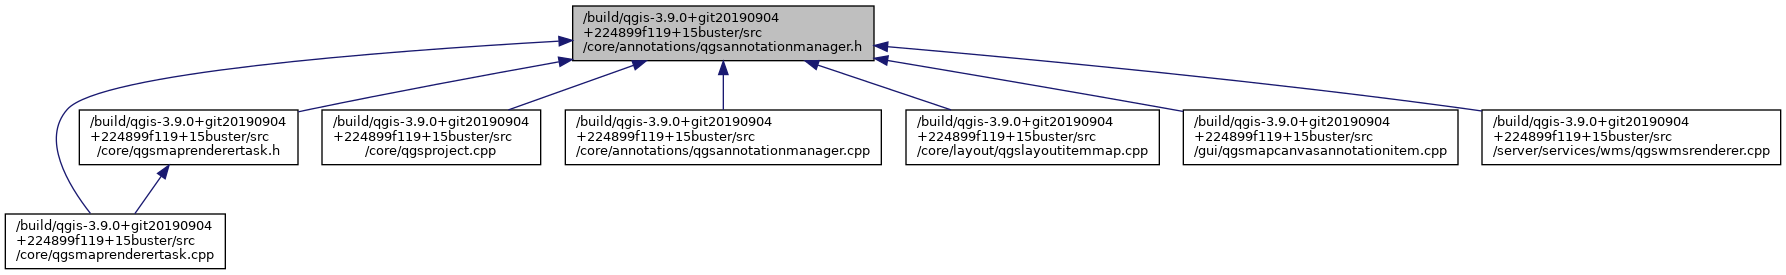 /build/qgis-3.9.0+git20190904
+224899f119+15buster/src
/core/annotations/qgsannotationmanager.h
/build/qgis-3.9.0+git20190904
+224899f119+15buster/src
/core/qgsmaprenderertask.h
/build/qgis-3.9.0+git20190904
+224899f119+15buster/src
/core/qgsproject.cpp
/build/qgis-3.9.0+git20190904
+224899f119+15buster/src
/core/annotations/qgsannotationmanager.cpp
/build/qgis-3.9.0+git20190904
+224899f119+15buster/src
/core/layout/qgslayoutitemmap.cpp
/build/qgis-3.9.0+git20190904
+224899f119+15buster/src
/gui/qgsmapcanvasannotationitem.cpp
/build/qgis-3.9.0+git20190904
+224899f119+15buster/src
/server/services/wms/qgswmsrenderer.cpp
/build/qgis-3.9.0+git20190904
+224899f119+15buster/src
/core/qgsmaprenderertask.cpp